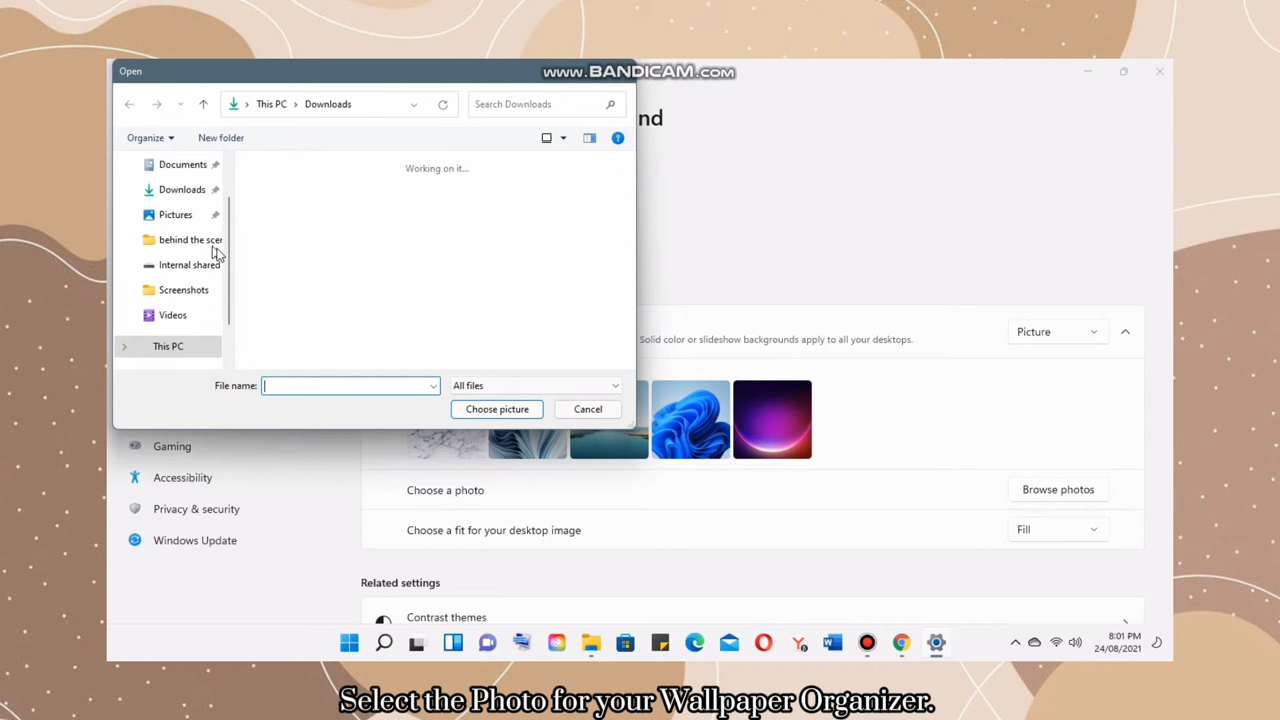 Open
www.BANDICAM.com
This PC > Downloads
Search Downloads
nd
Organize
New folder
Working on it...
Documents
Downloads
Pictures
behind the scer
Internal shared
Screenshots
Videos
This PC
Solid color or slideshow backgrounds apply to all your desktops.
Picture
File name:
All files
Choose picture
Cancel
Gaming
Accessibility
Privacy & security
Windows Update
Choose a photo
Browse photos
Choose a fit for your desktop image
Fill
Related settings
Contrast themes
8:01 PM
24/08/2021
Select the Photo for your Wallpaper Organizer.